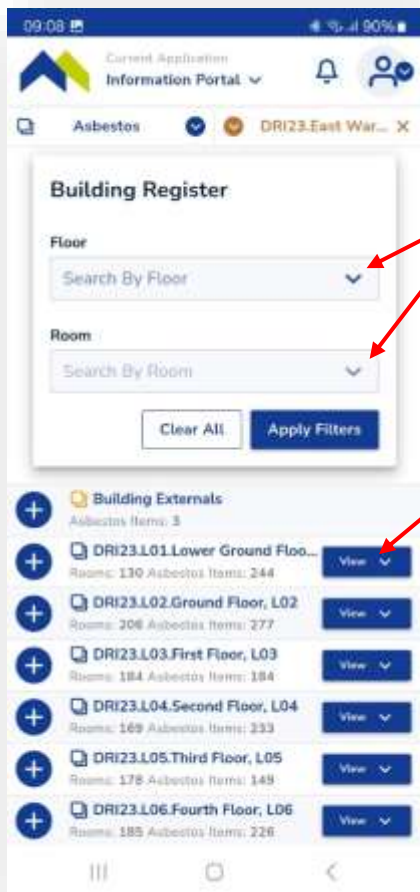 09:08 90%
Current Application
Information Portal
Asbestos DRI23.East War... X
Building Register
Floor
Search By Floor
Room
Search By Room
Clear All Apply Filters
Building Externals
Asbestos Items: 3
DRI23.L01.Lower Ground Floo... View
Rooms: 130 Asbestos Items: 244
DRI23.L02.Ground Floor, L02 View
Rooms: 206 Asbestos Items: 277
DRI23.L03.First Floor, L03 View
Rooms: 184 Asbestos Items: 184
DRI23.L04.Second Floor, L04 View
Rooms: 169 Asbestos Items: 233
DRI23.L05.Third Floor, L05 View
Rooms: 178 Asbestos Items: 149
DRI23.L06.Fourth Floor, L06 View
Rooms: 185 Asbestos Items: 226